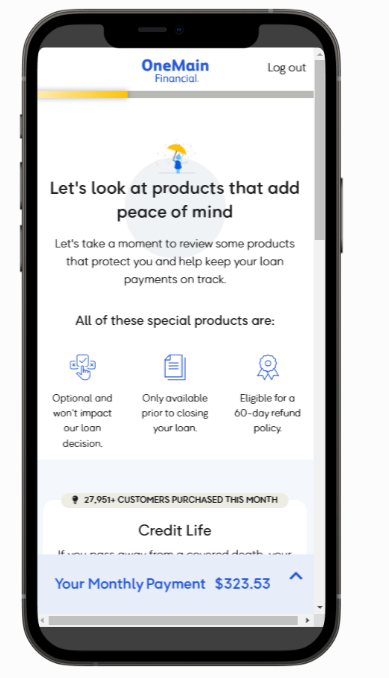 OneMain
Financial.
Log out
Let's look at products that add
peace of mind
Let's take a moment to review some products
that protect you and help keep your loan
payments on track.
All of these special products are:
Optional and
won't impact
our loan
decision.
Only available
prior to closing
your loan.
Eligible for a
60-day refund
policy.
27,951+ CUSTOMERS PURCHASED THIS MONTH
Credit Life
If you pass away from a covered death, your
Your Monthly Payment $323.53